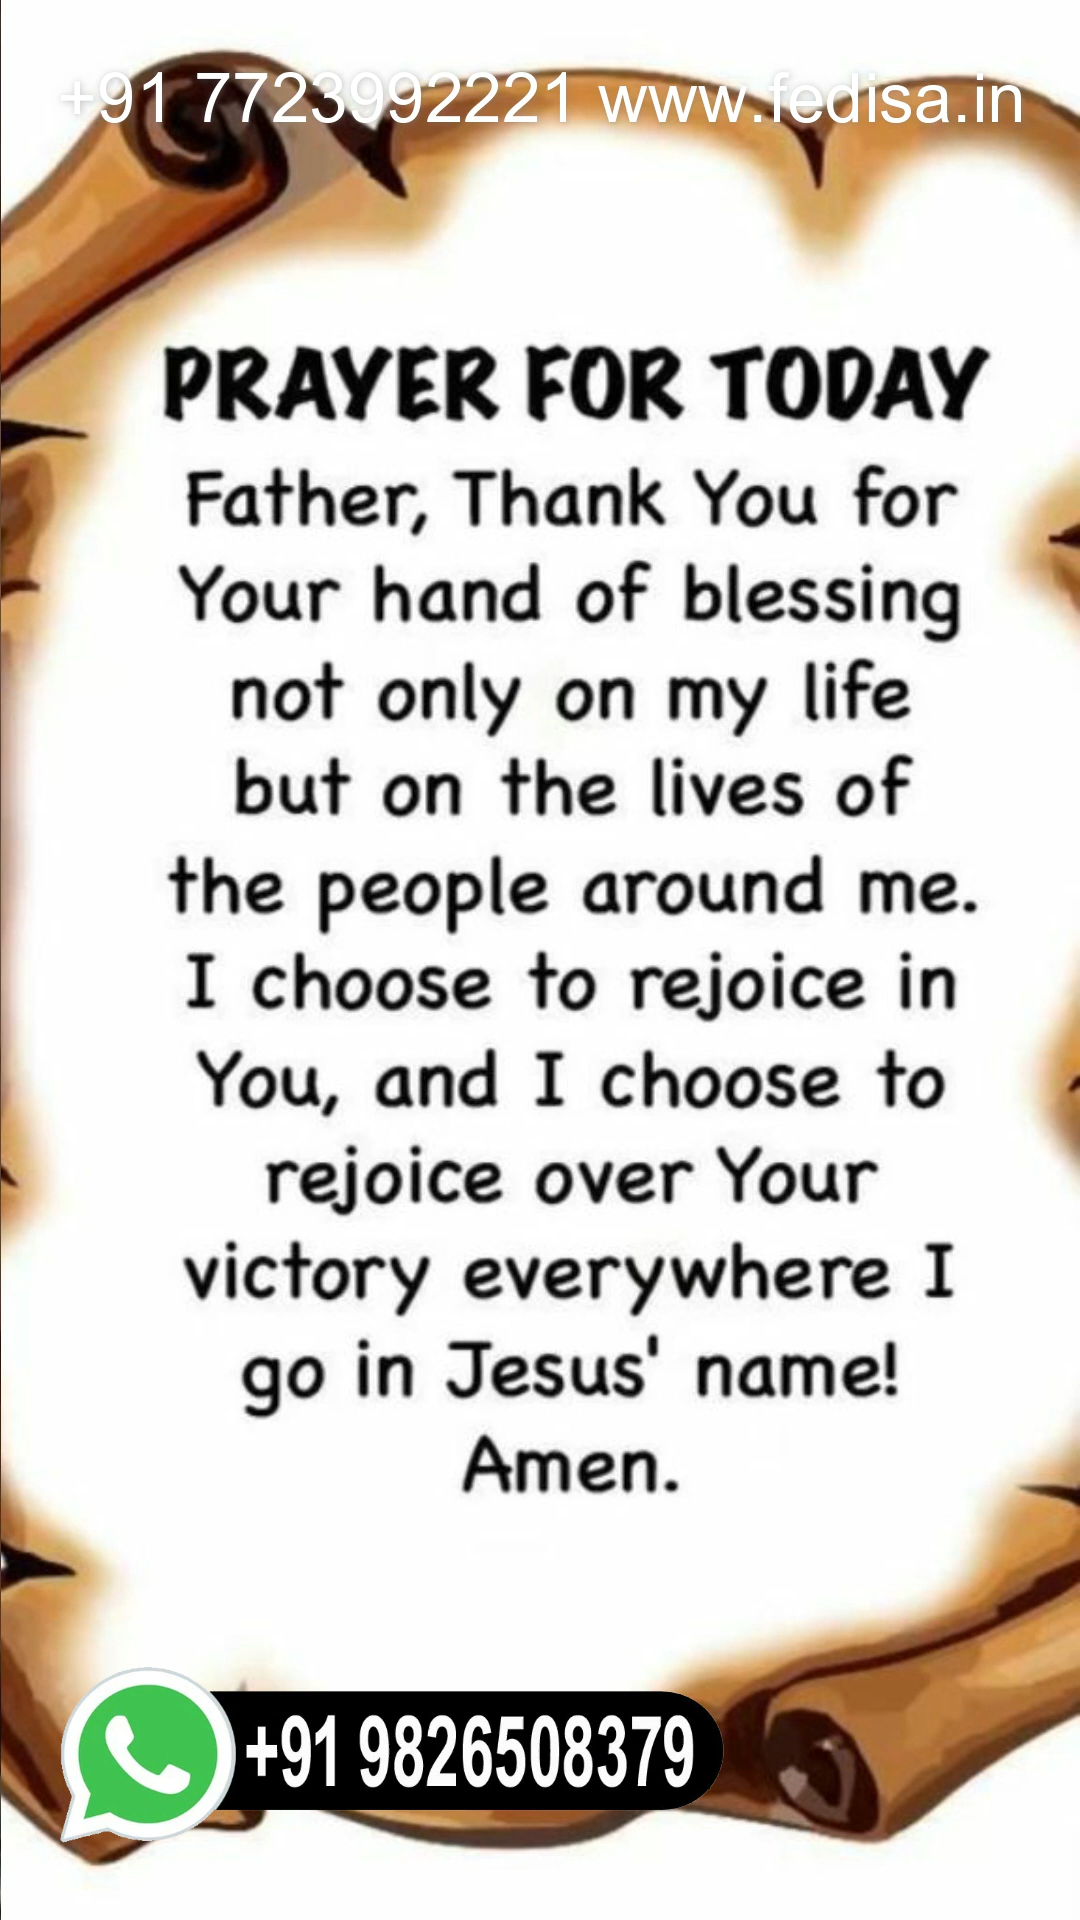 +91 7723992221 www.fedisa.in
PRAYER FOR TODAY
Father, Thank You for
Your hand of blessing
not only on my life
but on the lives of
the people around me.
I choose to rejoice in
You, and I choose to
rejoice over Your
victory everywhere I
go in Jesus' name!
Amen.
+91 9826508379